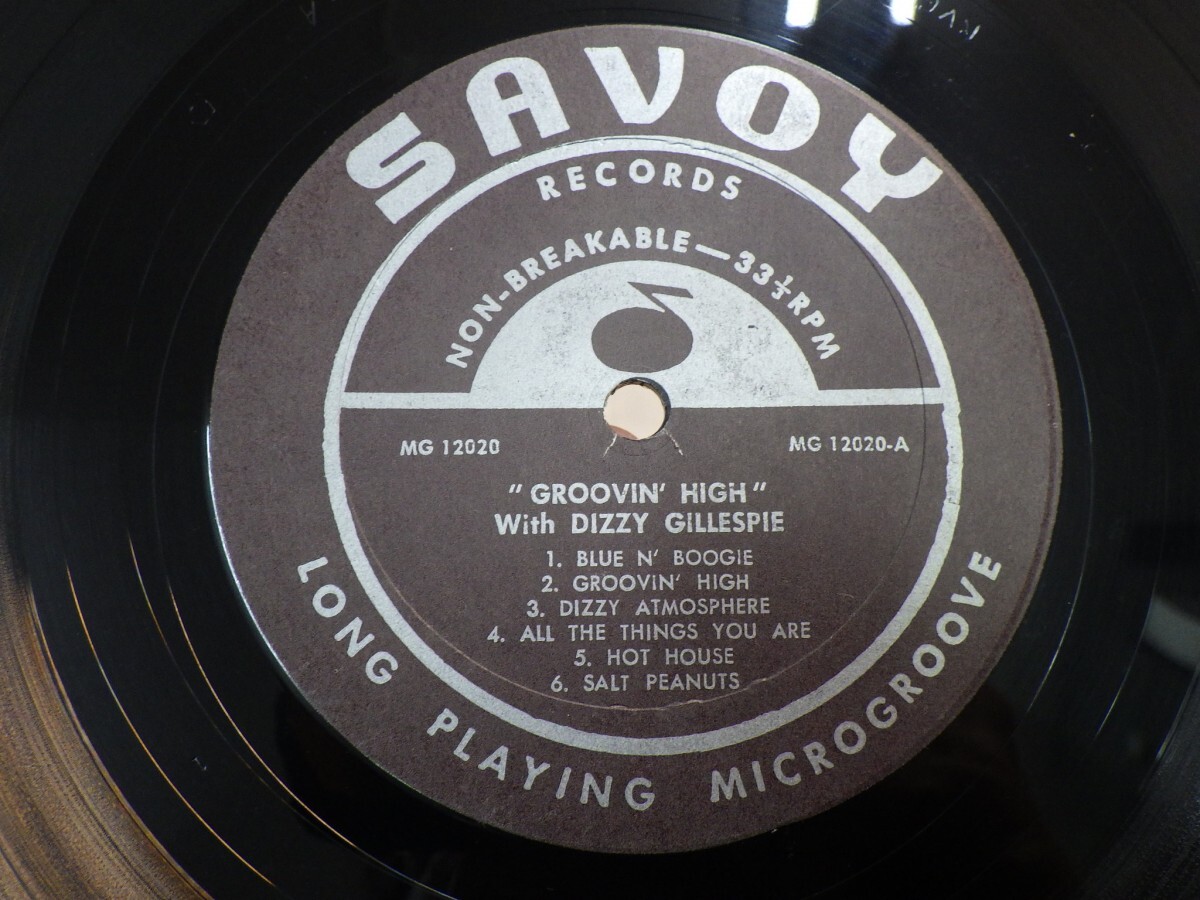 SAVOY
RECORDS
NON-BREAKABLE—33⅓RPM
MG 12020
MG 12020-A
" GROOVIN' HIGH "
With DIZZY GILLESPIE
1. BLUE N' BOOGIE
2. GROOVIN' HIGH
3. DIZZY ATMOSPHERE
4. ALL THE THINGS YOU ARE
5. HOT HOUSE
6. SALT PEANUTS
LONG PLAYING MICROGROOVE